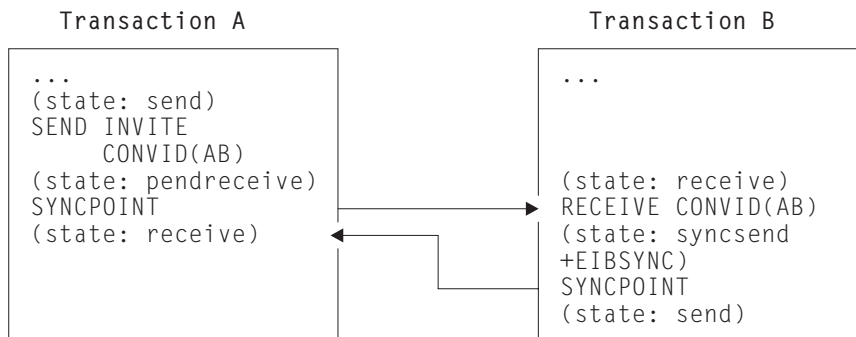 Transaction A
...
(state: send)
SEND INVITE
CONVID(AB)
(state: pendreceive)
SYNCPOINT
(state: receive)
Transaction B
...
(state: receive)
RECEIVE CONVID(AB)
(state: syncsend
+EIBSYNC)
SYNCPOINT
(state: send)